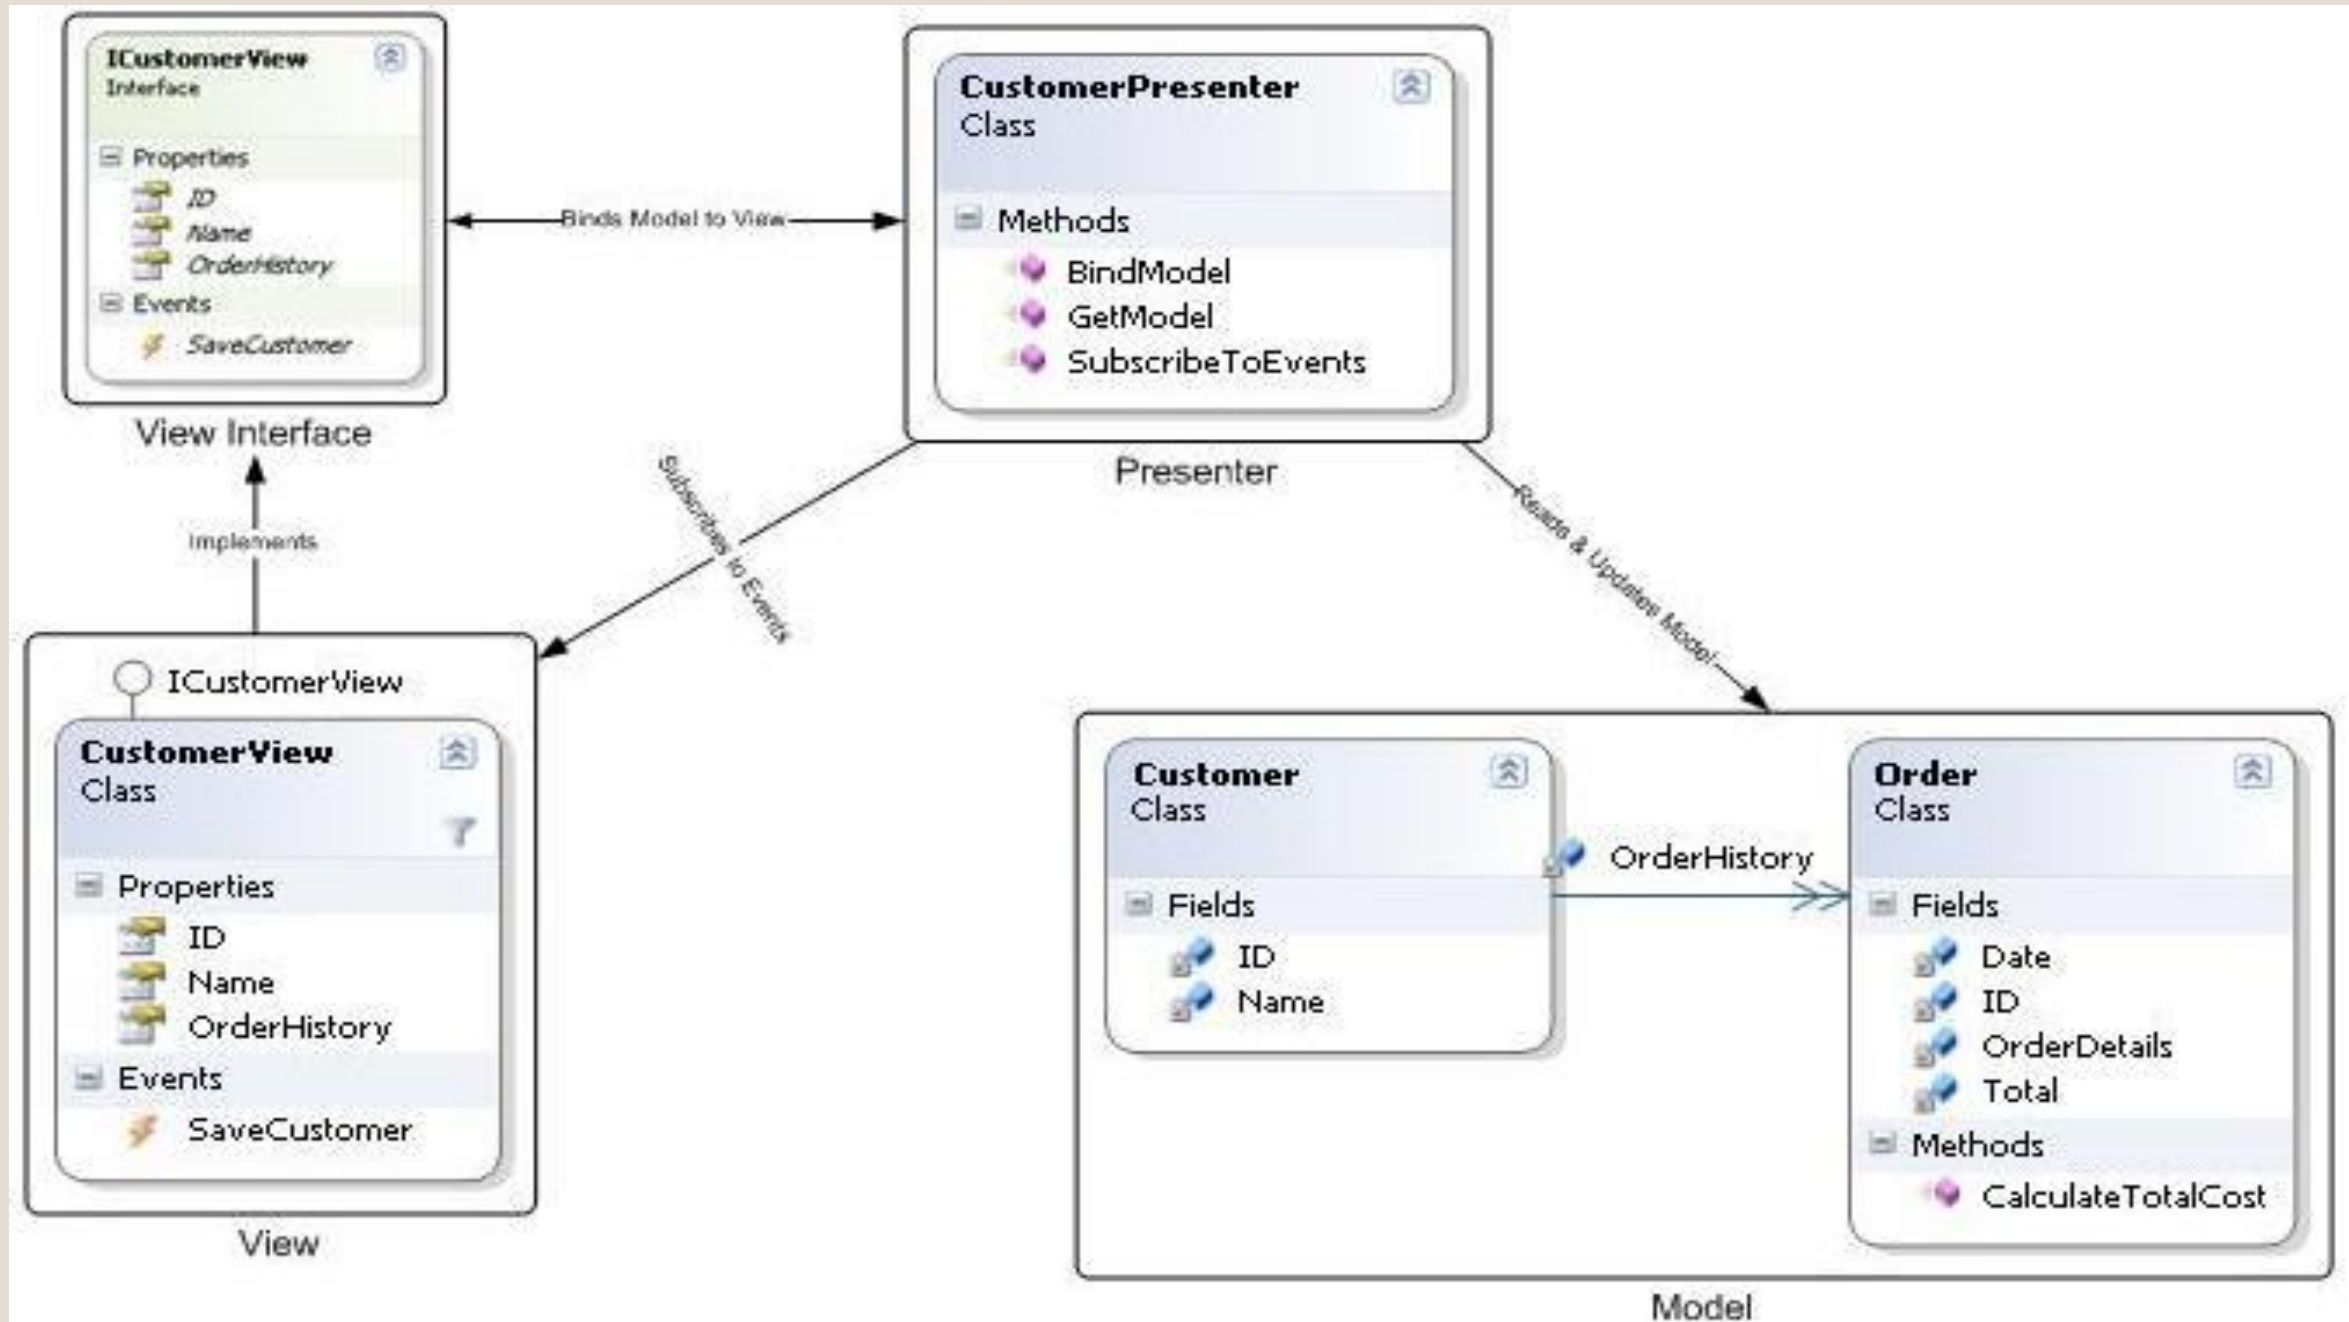 ICustomerView
Interface
Properties
ID
Name
OrderHistory
Events
SaveCustomer
View Interface
Binds Model to View
CustomerPresenter
Class
Methods
BindModel
GetModel
SubscribeToEvents
Presenter
Implements
Subscribes to Events
Reads & Updates Model
ICustomerView
CustomerView
Class
Properties
ID
Name
OrderHistory
Events
SaveCustomer
View
Customer
Class
Fields
ID
Name
OrderHistory
Order
Class
Fields
Date
ID
OrderDetails
Total
Methods
CalculateTotalCost
Model